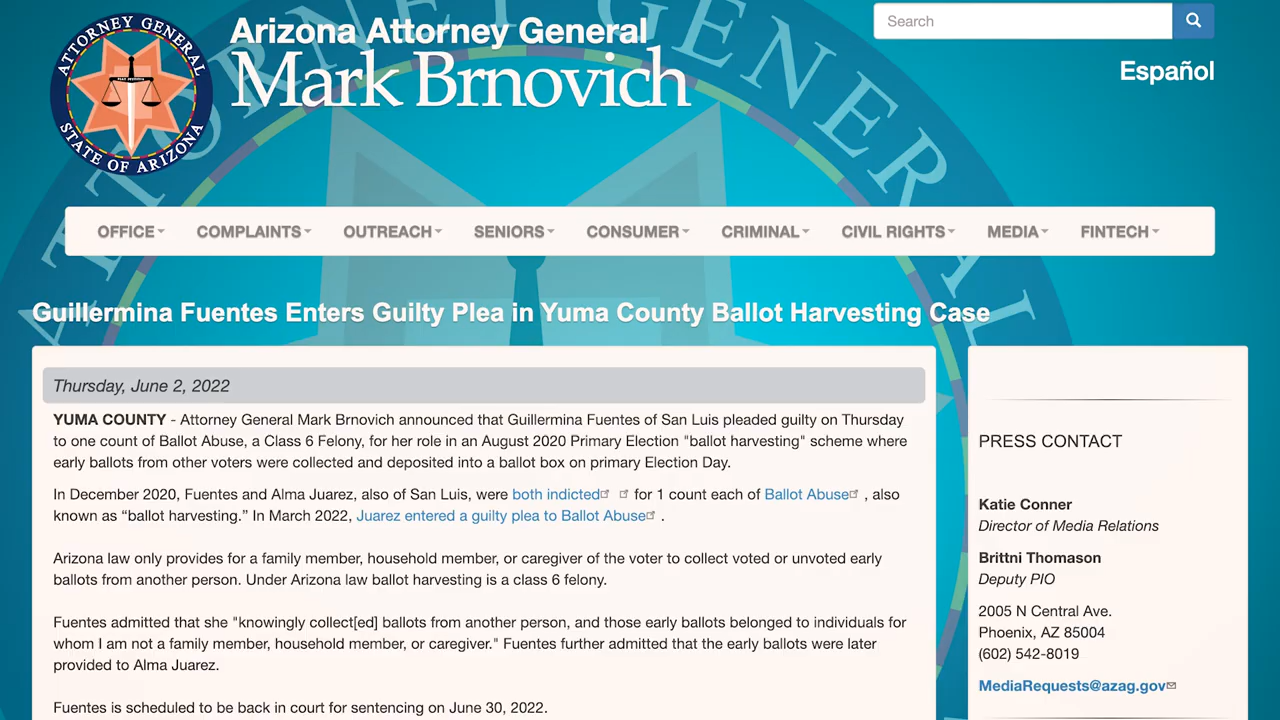 ATTORNEY GENERAL
STATE OF ARIZONA
Arizona Attorney General
Mark Brnovich
Search
Español
ATTORNEY GENERAL
OFFICE
COMPLAINTS
OUTREACH
SENIORS
CONSUMER
CRIMINAL
CIVIL RIGHTS
MEDIA
FINTECH
Guillermina Fuentes Enters Guilty Plea in Yuma County Ballot Harvesting Case
Thursday, June 2, 2022
YUMA COUNTY - Attorney General Mark Brnovich announced that Guillermina Fuentes of San Luis pleaded guilty on Thursday
to one count of Ballot Abuse, a Class 6 Felony, for her role in an August 2020 Primary Election "ballot harvesting" scheme where
early ballots from other voters were collected and deposited into a ballot box on primary Election Day.
In December 2020, Fuentes and Alma Juarez, also of San Luis, were both indicted for 1 count each of Ballot Abuse , also
known as “ballot harvesting.” In March 2022, Juarez entered a guilty plea to Ballot Abuse .
Arizona law only provides for a family member, household member, or caregiver of the voter to collect voted or unvoted early
ballots from another person. Under Arizona law ballot harvesting is a class 6 felony.
Fuentes admitted that she "knowingly collect[ed] ballots from another person, and those early ballots belonged to individuals for
whom I am not a family member, household member, or caregiver." Fuentes further admitted that the early ballots were later
provided to Alma Juarez.
Fuentes is scheduled to be back in court for sentencing on June 30, 2022.
PRESS CONTACT
Katie Conner
Director of Media Relations
Brittni Thomason
Deputy PIO
2005 N Central Ave.
Phoenix, AZ 85004
(602) 542-8019
MediaRequests@azag.gov